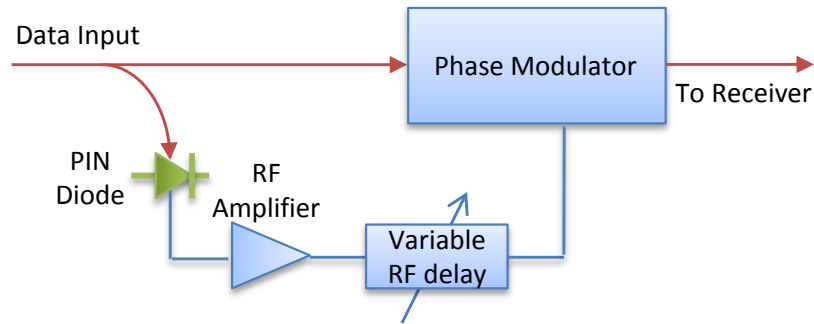 Data Input
Phase Modulator
To Receiver
PIN
Diode
RF
Amplifier
Variable
RF delay